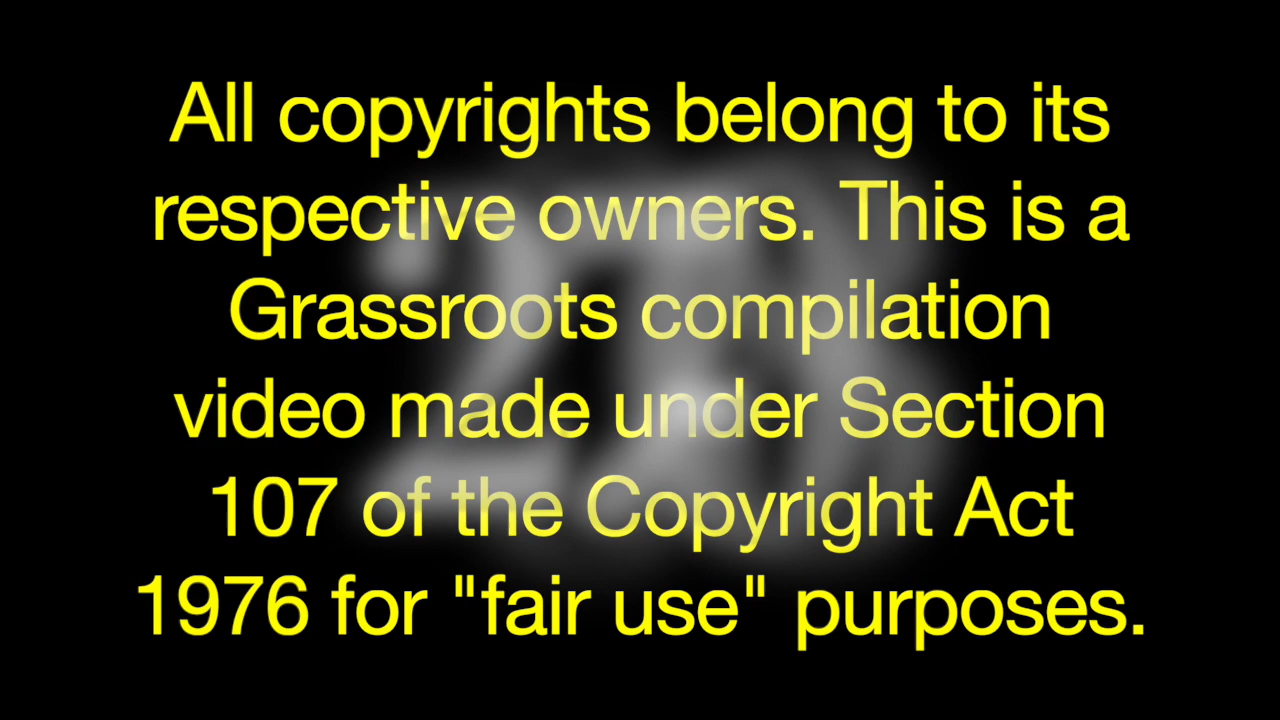 All copyrights belong to its
respective owners. This is a
Grassroots compilation
video made under Section
107 of the Copyright Act
1976 for "fair use" purposes.